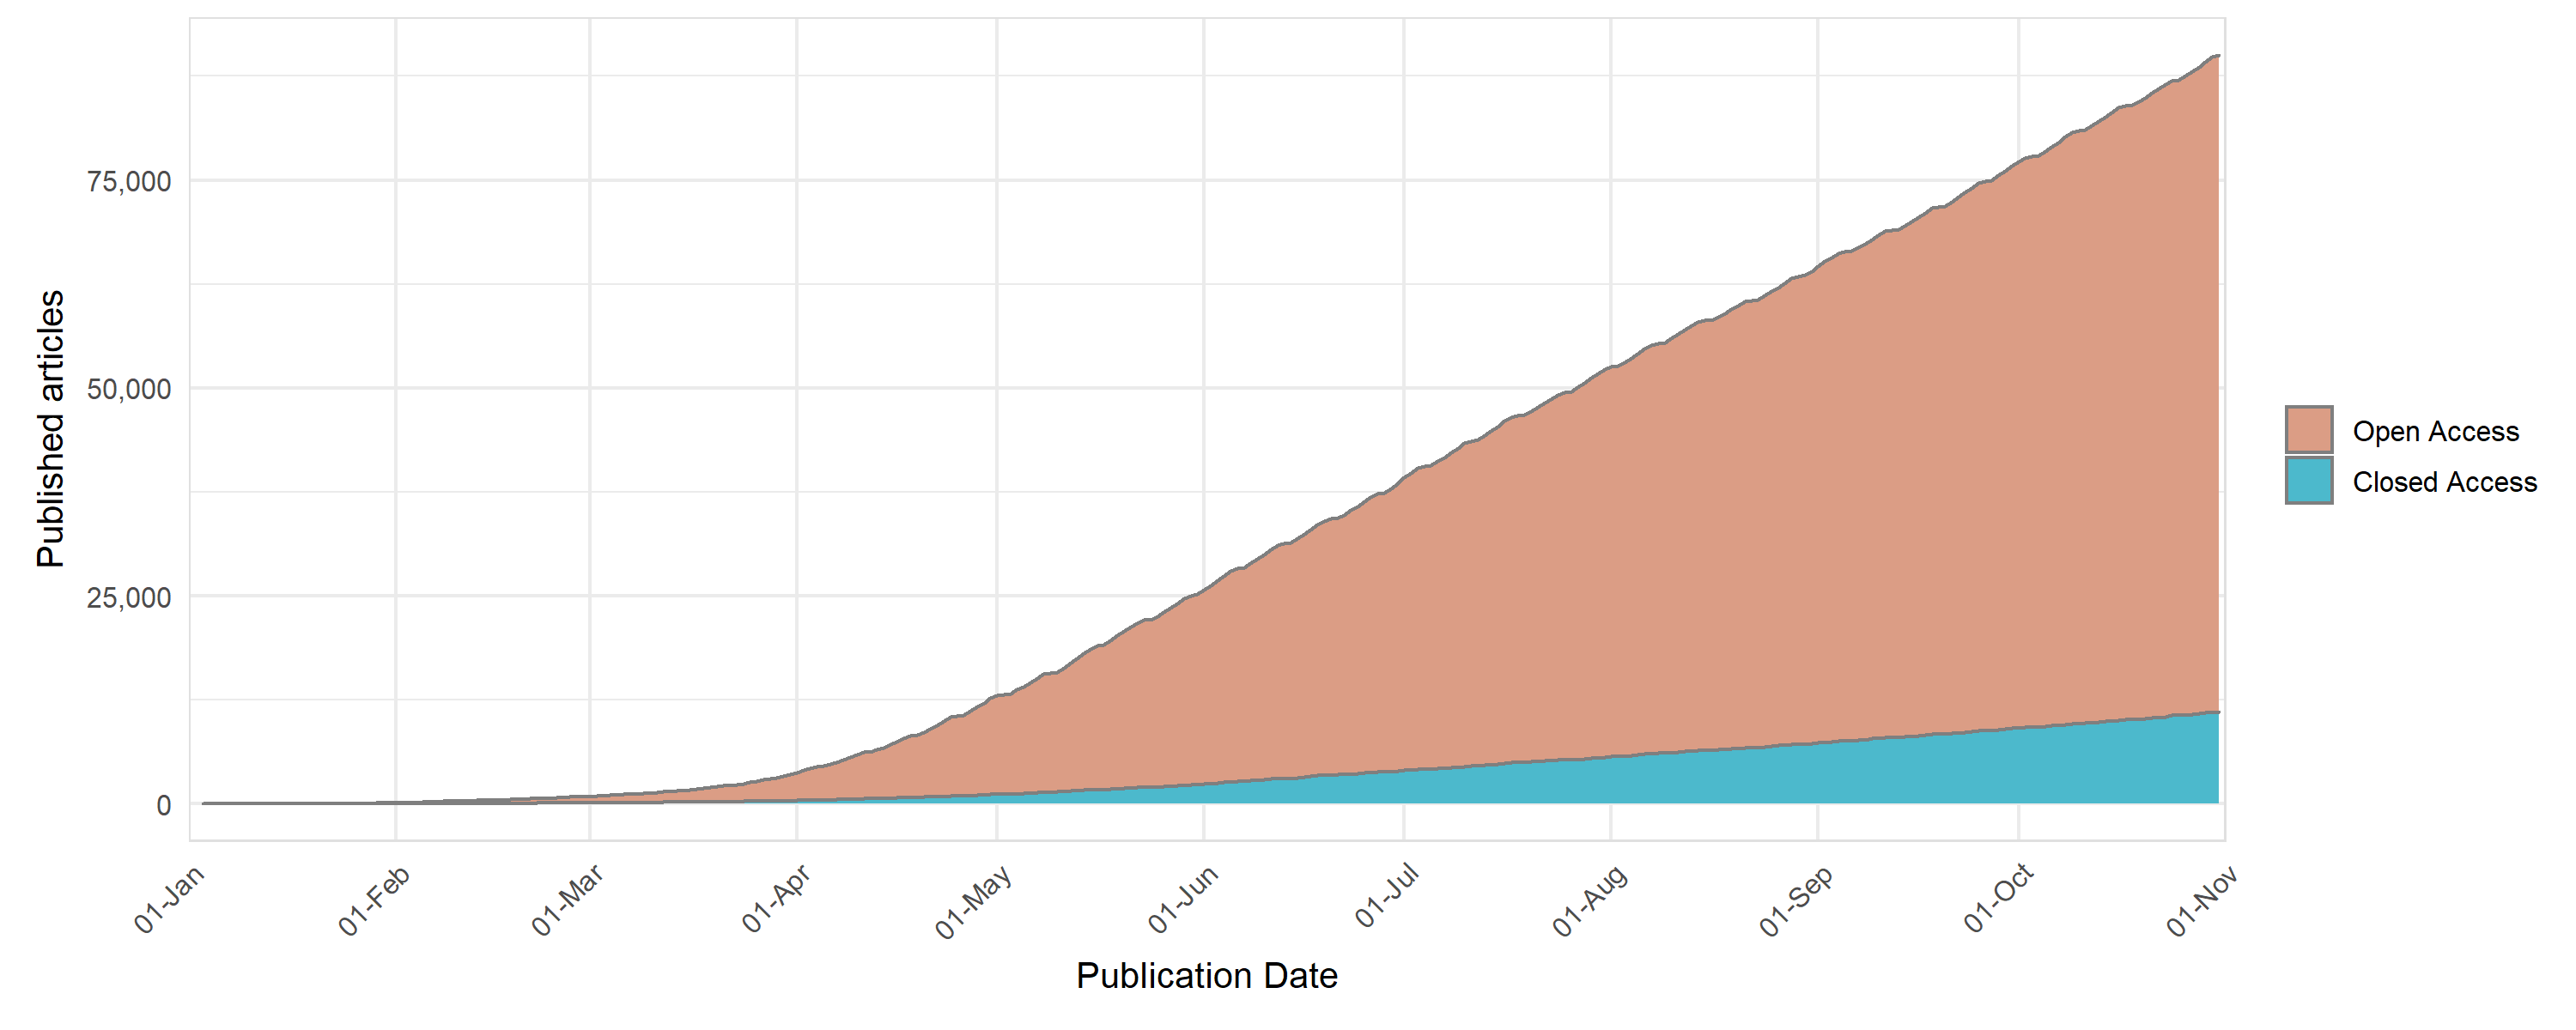 Published articles
75,000
50,000
25,000
0
01-Jan
01-Feb
01-Mar
01-Apr
01-May
01-Jun
01-Jul
01-Aug
01-Sep
01-Oct
01-Nov
Publication Date
Open Access
Closed Access